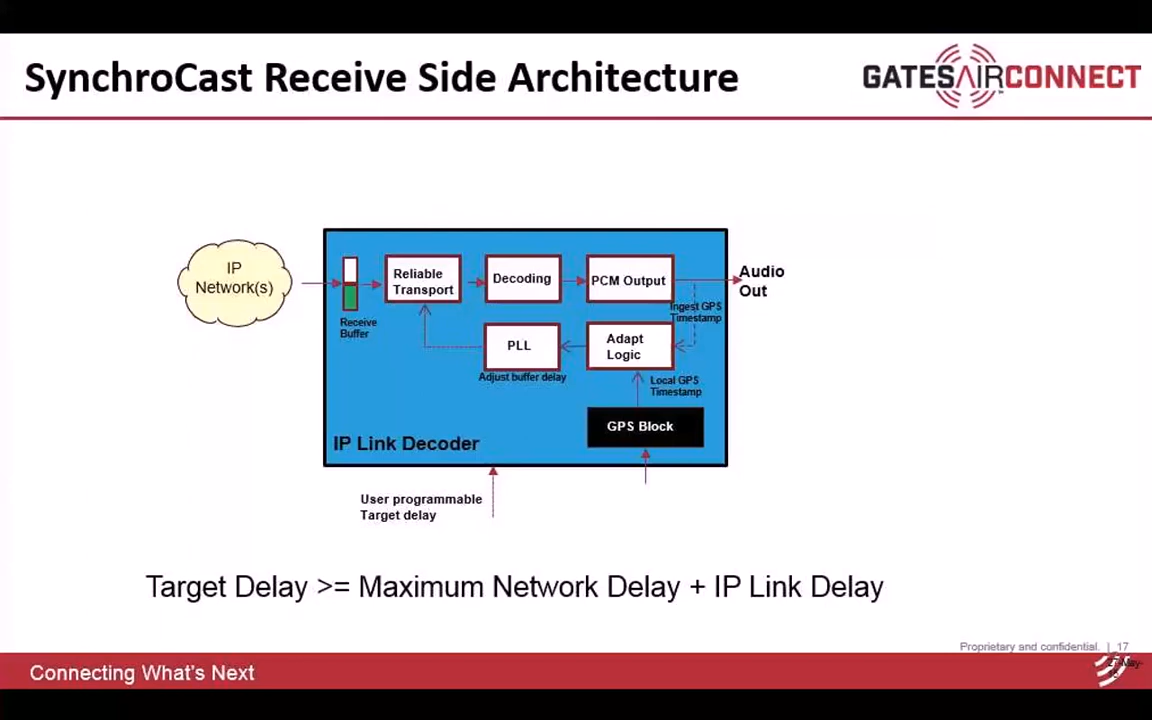 SynchroCast Receive Side Architecture
GATESAIRCONNECT
IP
Network(s)
Receive
Buffer
Reliable
Transport
Decoding
PCM Output
Audio
Out
Ingest GPS
Timestamp
PLL
Adjust buffer delay
Adapt
Logic
Local GPS
Timestamp
GPS Block
IP Link Decoder
User programmable
Target delay
Target Delay >= Maximum Network Delay + IP Link Delay
Proprietary and confidential. | 17
Connecting What's Next